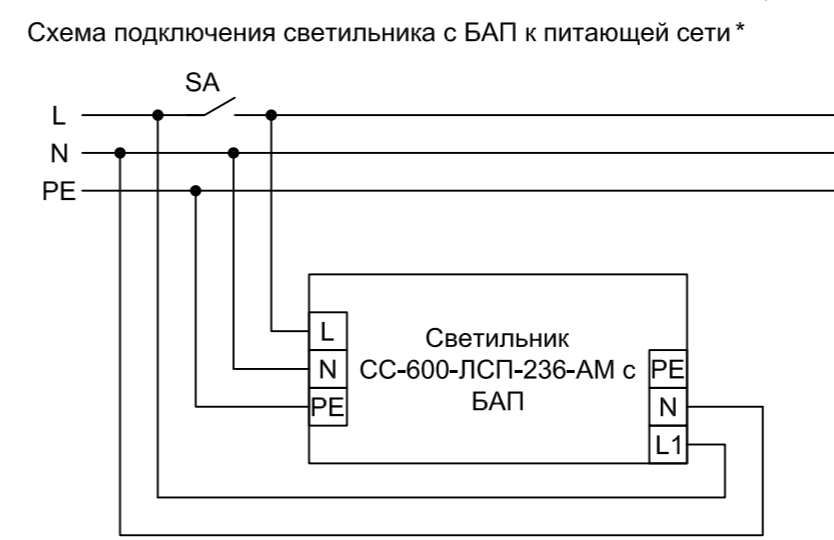 Схема подключения светильника с БАП к питающей сети*
SA
L
N
PE
L
N
PE
Светильник
СС-600-ЛСП-236-АМ с
БАП
PE
N
L1